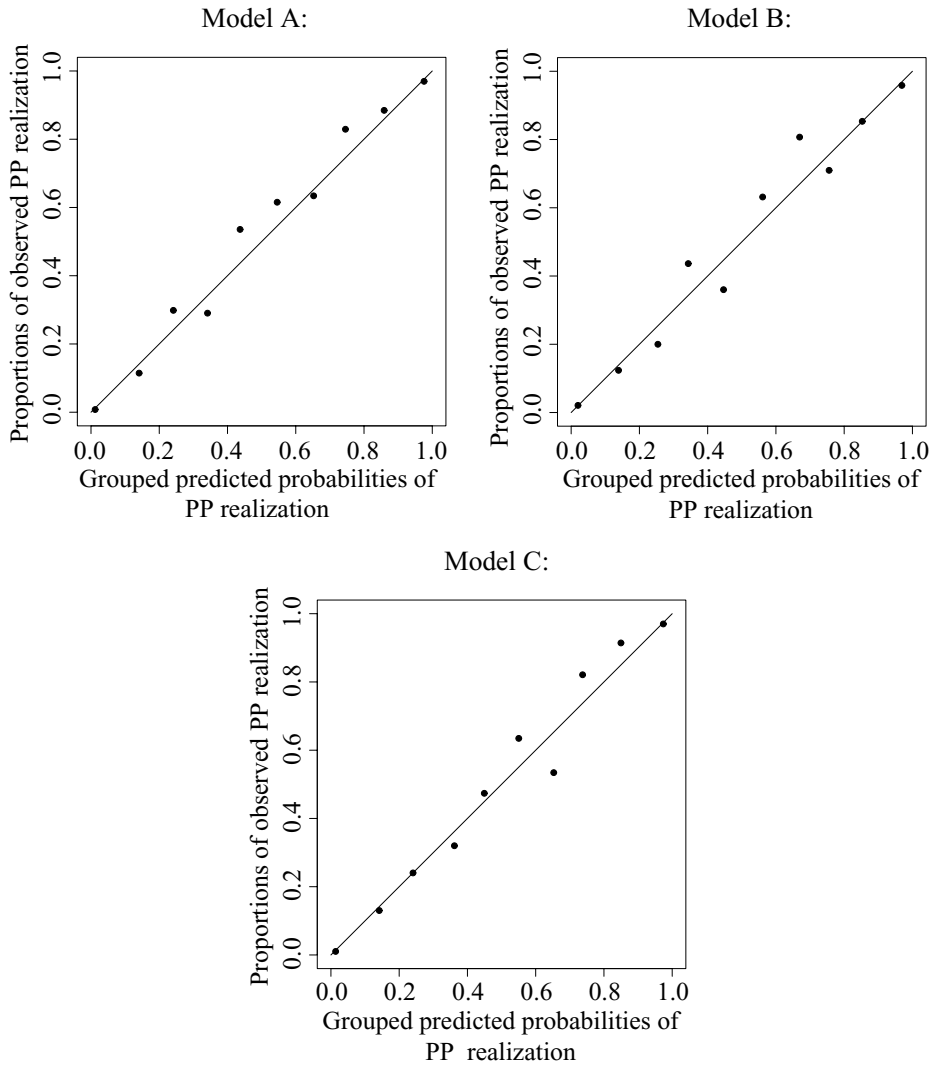 Model A:
Proportions of observed PP realization
1.0
0.8
0.6
0.4
0.2
0.0
0.0 0.2 0.4 0.6 0.8 1.0
Grouped predicted probabilities of
PP realization
Model B:
Proportions of observed PP realization
1.0
0.8
0.6
0.4
0.2
0.0
0.0 0.2 0.4 0.6 0.8 1.0
Grouped predicted probabilities of
PP realization
Model C:
Proportions of observed PP realization
1.0
0.8
0.6
0.4
0.2
0.0
0.0 0.2 0.4 0.6 0.8 1.0
Grouped predicted probabilities of
PP realization